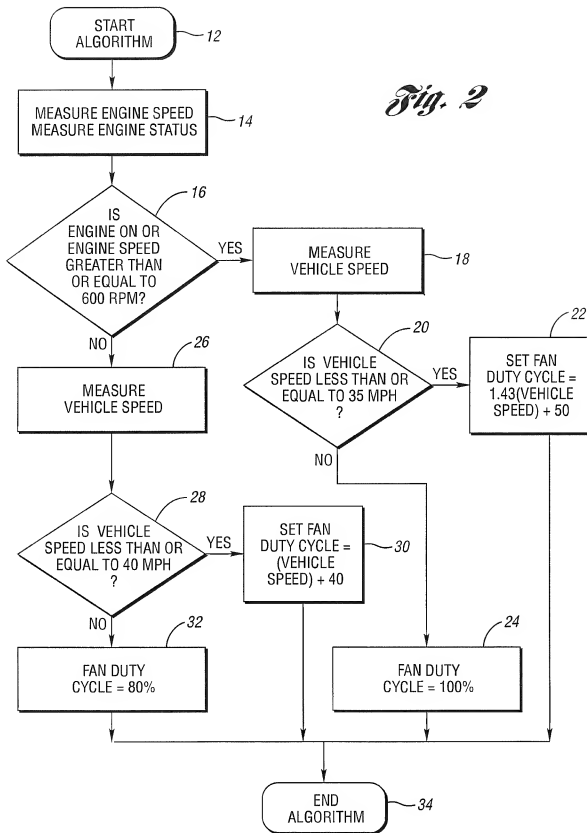 START
ALGORITHM
12
Fig. 2
MEASURE ENGINE SPEED
MEASURE ENGINE STATUS
14
IS
ENGINE ON OR
ENGINE SPEED
GREATER THAN
OR EQUAL TO
600 RPM?
16
YES
NO
MEASURE
VEHICLE SPEED
18
IS VEHICLE
SPEED LESS THAN OR
EQUAL TO 35 MPH
?
20
YES
NO
SET FAN
DUTY CYCLE =
1.43(VEHICLE
SPEED) + 50
22
MEASURE
VEHICLE SPEED
26
IS VEHICLE
SPEED LESS THAN OR
EQUAL TO 40 MPH
?
28
YES
NO
SET FAN
DUTY CYCLE =
(VEHICLE
SPEED) + 40
30
FAN DUTY
CYCLE = 80%
32
FAN DUTY
CYCLE = 100%
24
END
ALGORITHM
34